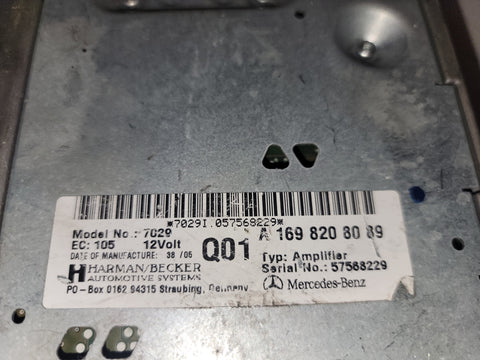 *7029I.057568229*
Model No.: 7029
EC: 105 12Volt
DATE OF MANUFACTURE: 38 / 05
Q01
A 169 820 80 89
Typ: Amplifier
Serial No.: 57568229
HARMAN/BECKER
AUTOMOTIVE SYSTEMS
Mercedes-Benz
PO-Box 0162 94315 Straubing, Germany